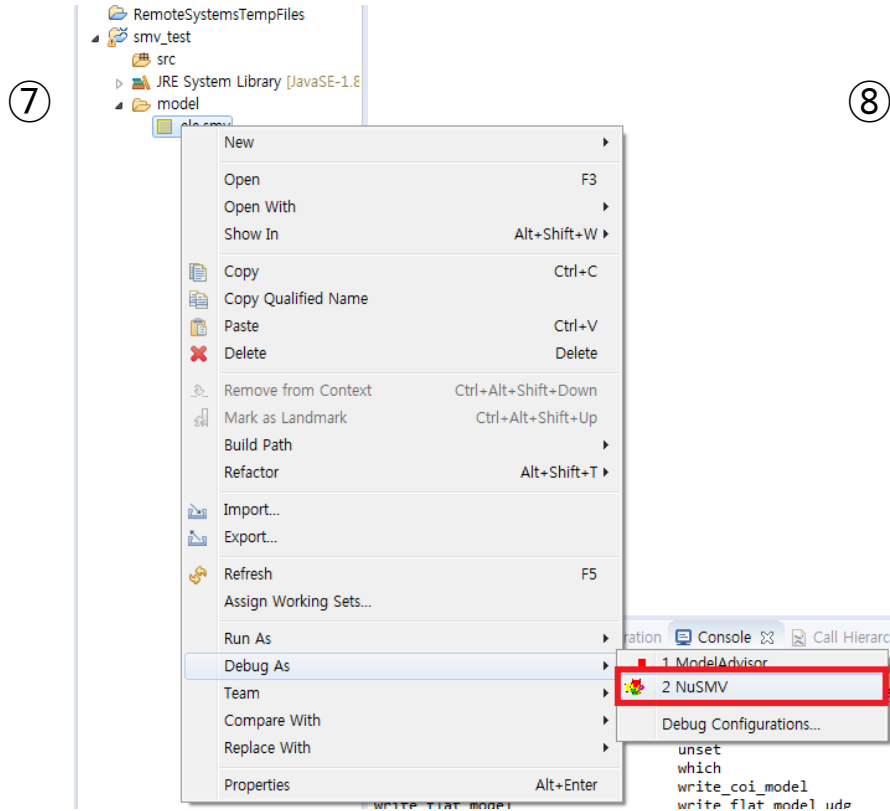 RemoteSystemsTempFiles
smv_test
src
JRE System Library [JavaSE-1.8
model
ele.smv
⑦
⑧
New
Open F3
Open With
Show In Alt+Shift+W
Copy Ctrl+C
Copy Qualified Name
Paste Ctrl+V
Delete Delete
Remove from Context Ctrl+Alt+Shift+Down
Mark as Landmark Ctrl+Alt+Shift+Up
Build Path
Refactor Alt+Shift+T
Import...
Export...
Refresh F5
Assign Working Sets...
Run As
Debug As
Team
Compare With
Replace With
Properties Alt+Enter
ration Console Call Hierarc
1 ModelAdvisor
2 NuSMV
Debug Configurations...
unset
which
write_coi_model
write_flat_model write_flat_model_udg